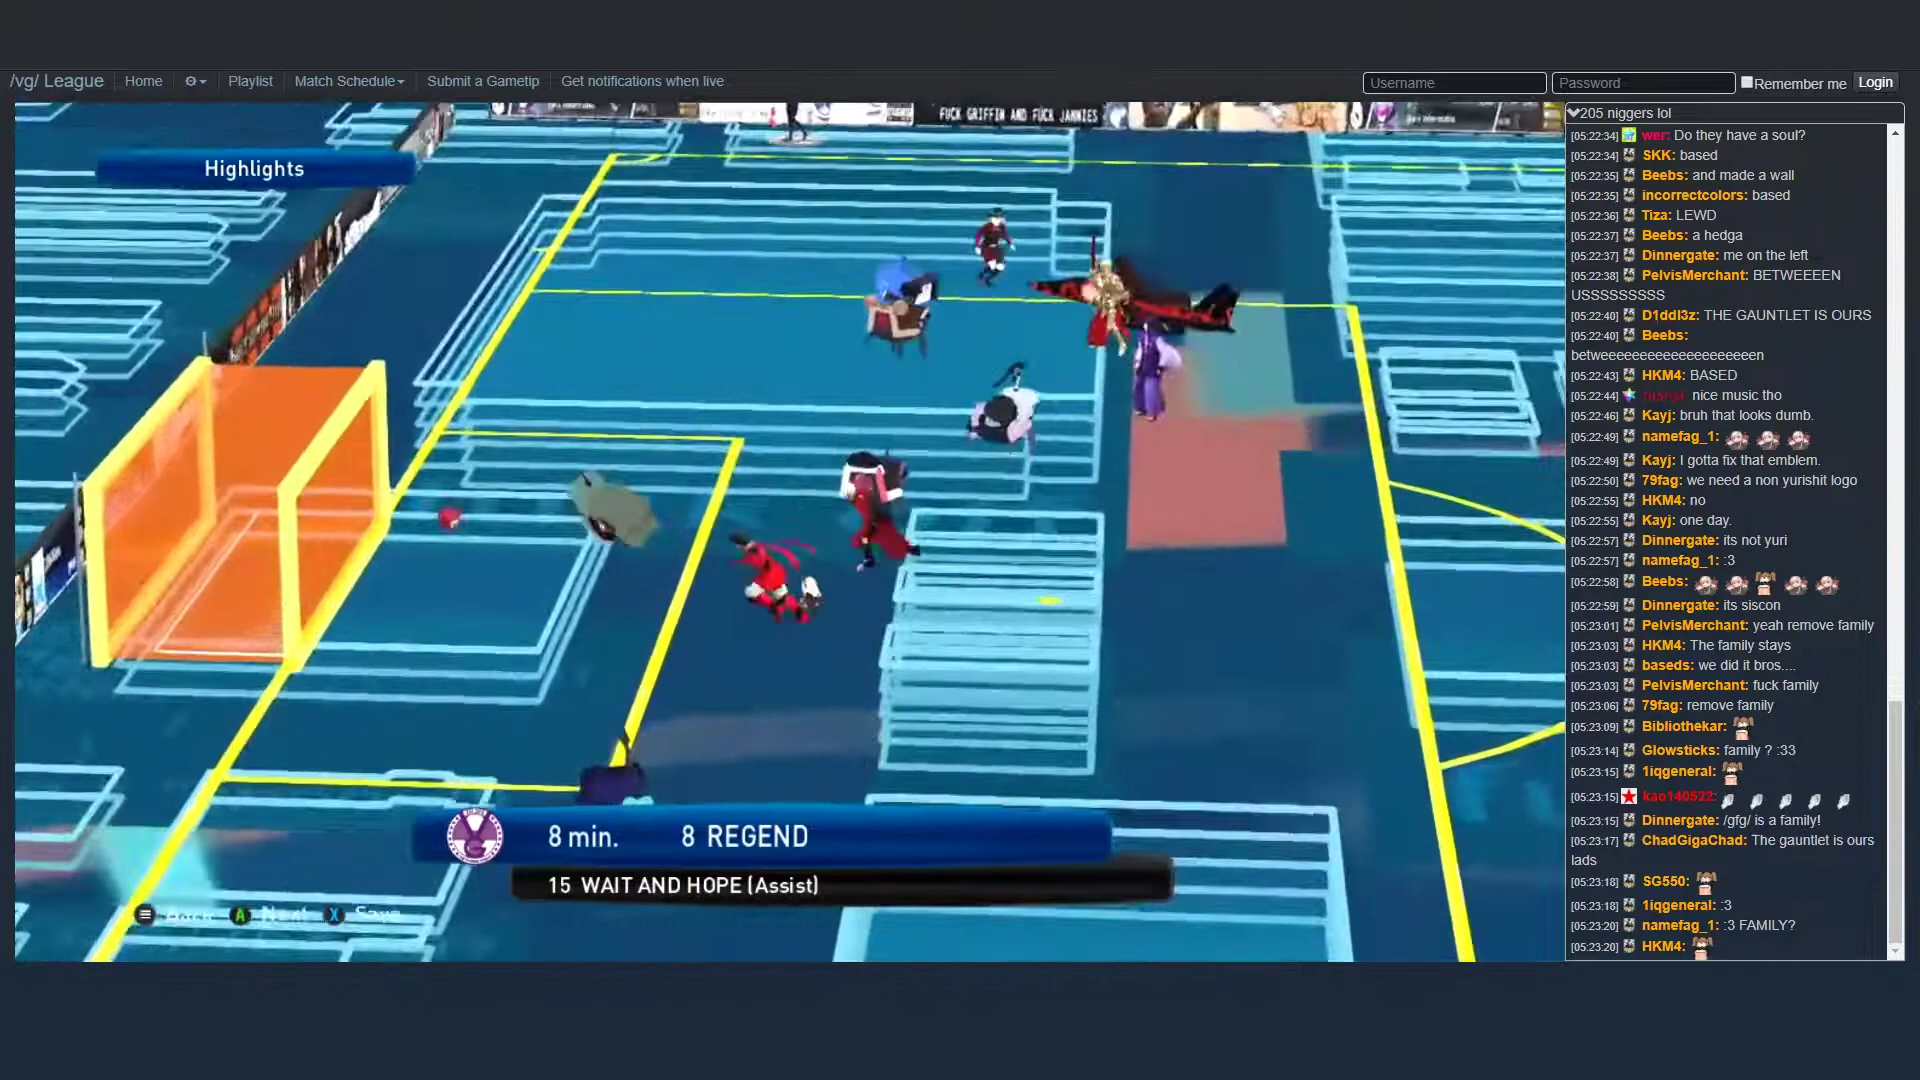 /vg/ League
Home
Playlist
Match Schedule
Submit a Gametip
Get notifications when live
Username
Password
Remember me
Login
FUCK GRIFFIN AND FUCK JANNIES
Highlights
8 min.
8 REGEND
15 WAIT AND HOPE (Assist)
Back
A
Next
X
Save
205 niggers lol
[05:22:34] wer: Do they have a soul?
[05:22:34] SKK: based
[05:22:35] Beebs: and made a wall
[05:22:35] incorrectcolors: based
[05:22:36] Tiza: LEWD
[05:22:37] Beebs: a hedga
[05:22:37] Dinnergate: me on the left
[05:22:38] PelvisMerchant: BETWEEEEN
USSSSSSSSS
[05:22:40] D1ddl3z: THE GAUNTLET IS OURS
[05:22:40] Beebs:
betweeeeeeeeeeeeeeeeeeen
[05:22:43] HKM4: BASED
[05:22:44] nice music tho
[05:22:46] Kayj: bruh that looks dumb.
[05:22:49] namefag_1:
[05:22:49] Kayj: I gotta fix that emblem.
[05:22:50] 79fag: we need a non yurishit logo
[05:22:55] HKM4: no
[05:22:55] Kayj: one day.
[05:22:57] Dinnergate: its not yuri
[05:22:57] namefag_1: :3
[05:22:58] Beebs:
[05:22:59] Dinnergate: its siscon
[05:23:01] PelvisMerchant: yeah remove family
[05:23:03] HKM4: The family stays
[05:23:03] baseds: we did it bros....
[05:23:03] PelvisMerchant: fuck family
[05:23:06] 79fag: remove family
[05:23:09] Bibliothekar:
[05:23:14] Glowsticks: family ? :33
[05:23:15] 1iqgeneral:
[05:23:15] kao140522:
[05:23:15] Dinnergate: /gfg/ is a family!
[05:23:17] ChadGigaChad: The gauntlet is ours
lads
[05:23:18] SG550:
[05:23:18] 1iqgeneral: :3
[05:23:20] namefag_1: :3 FAMILY?
[05:23:20] HKM4: